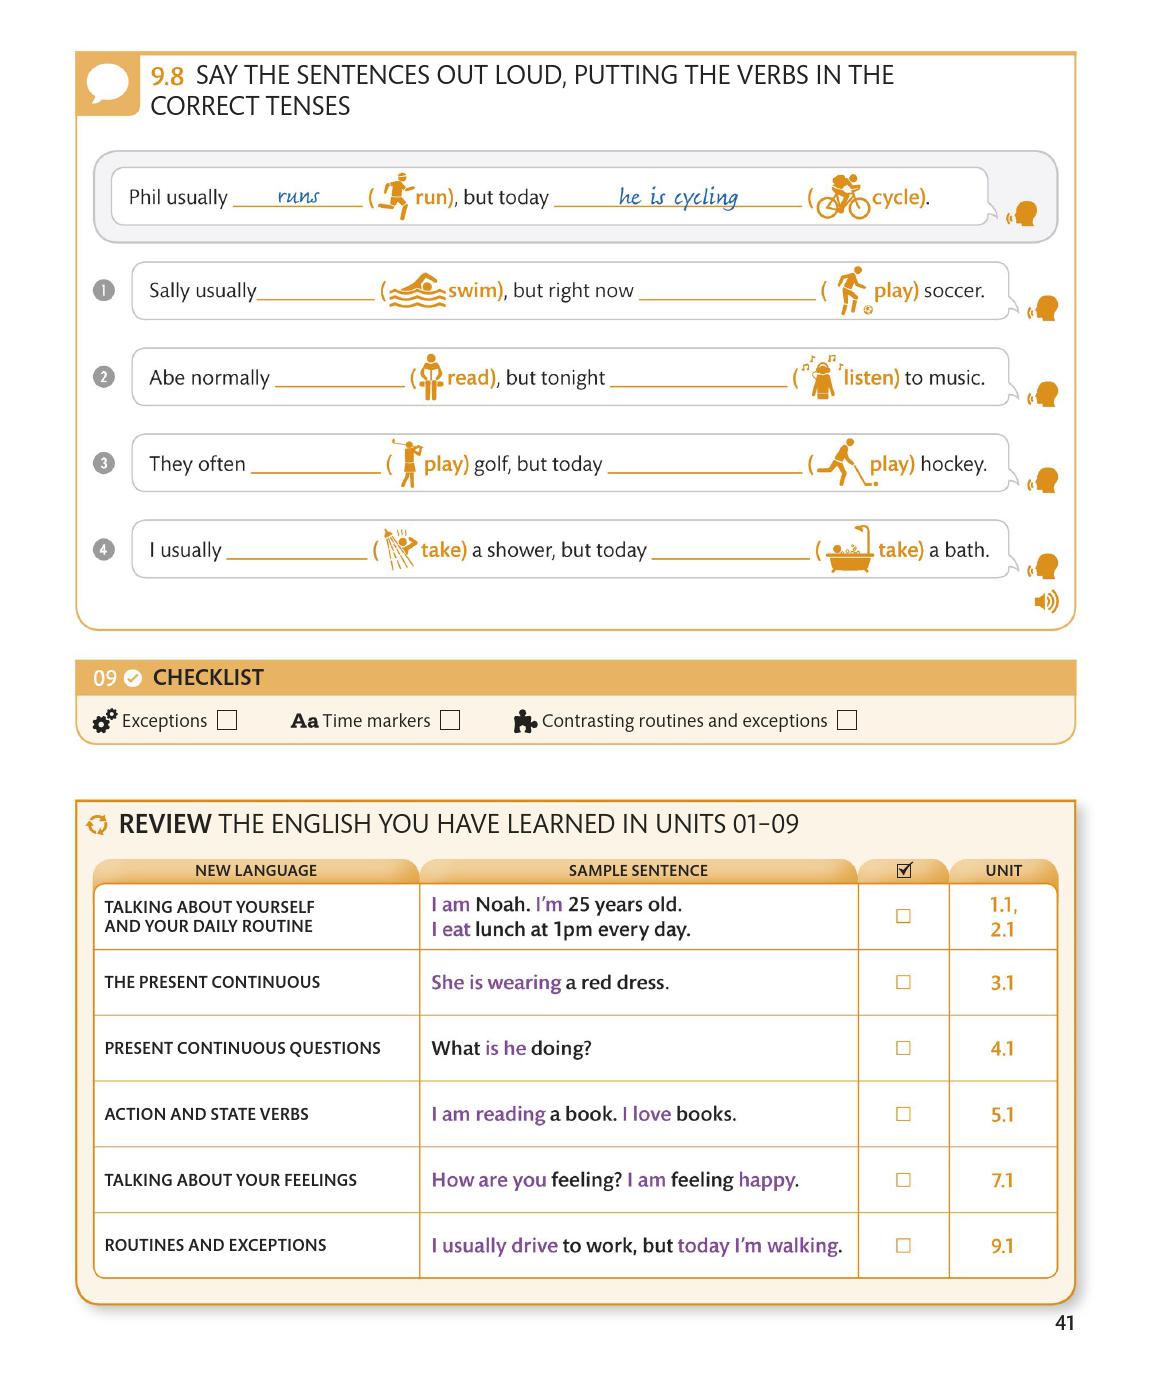 9.8 SAY THE SENTENCES OUT LOUD, PUTTING THE VERBS IN THE
CORRECT TENSES
Phil usually runs (run), but today he is cycling (cycle).
1 Sally usually__________ (swim), but right now __________ (play) soccer.
2 Abe normally __________ (read), but tonight __________ (listen) to music.
3 They often __________ (play) golf, but today __________ (play) hockey.
4 I usually __________ (take) a shower, but today __________ (take) a bath.
09 CHECKLIST
Exceptions Aa Time markers Contrasting routines and exceptions
REVIEW THE ENGLISH YOU HAVE LEARNED IN UNITS 01–09
NEW LANGUAGE SAMPLE SENTENCE UNIT
TALKING ABOUT YOURSELF
AND YOUR DAILY ROUTINE
I am Noah. I'm 25 years old.
I eat lunch at 1pm every day.
1.1,
2.1
THE PRESENT CONTINUOUS She is wearing a red dress. 3.1
PRESENT CONTINUOUS QUESTIONS What is he doing? 4.1
ACTION AND STATE VERBS I am reading a book. I love books. 5.1
TALKING ABOUT YOUR FEELINGS How are you feeling? I am feeling happy. 7.1
ROUTINES AND EXCEPTIONS I usually drive to work, but today I'm walking. 9.1
41